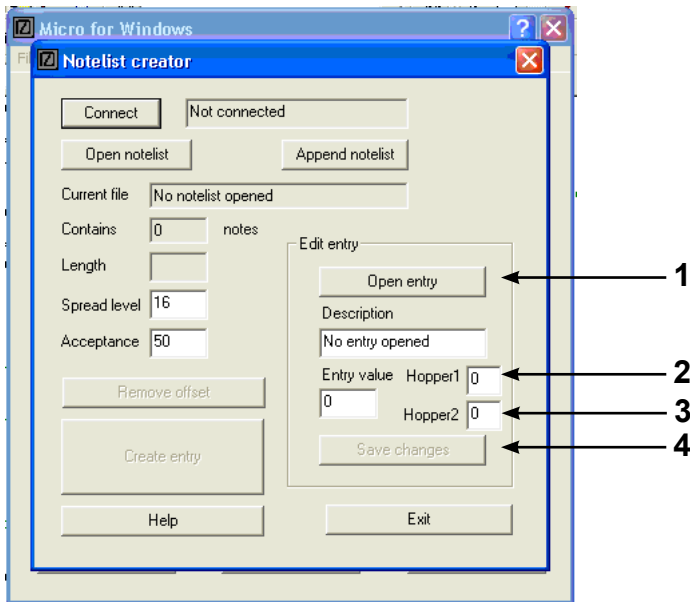 Micro for Windows
Notelist creator
Connect Not connected
Open notelist Append notelist
Current file No notelist opened
Contains 0 notes
Edit entry
Length
Open entry 1
Spread level 16
Description
Acceptance 50
No entry opened
Entry value Hopper1 0 2
Remove offset
0
Hopper2 0 3
Create entry Save changes 4
Help Exit